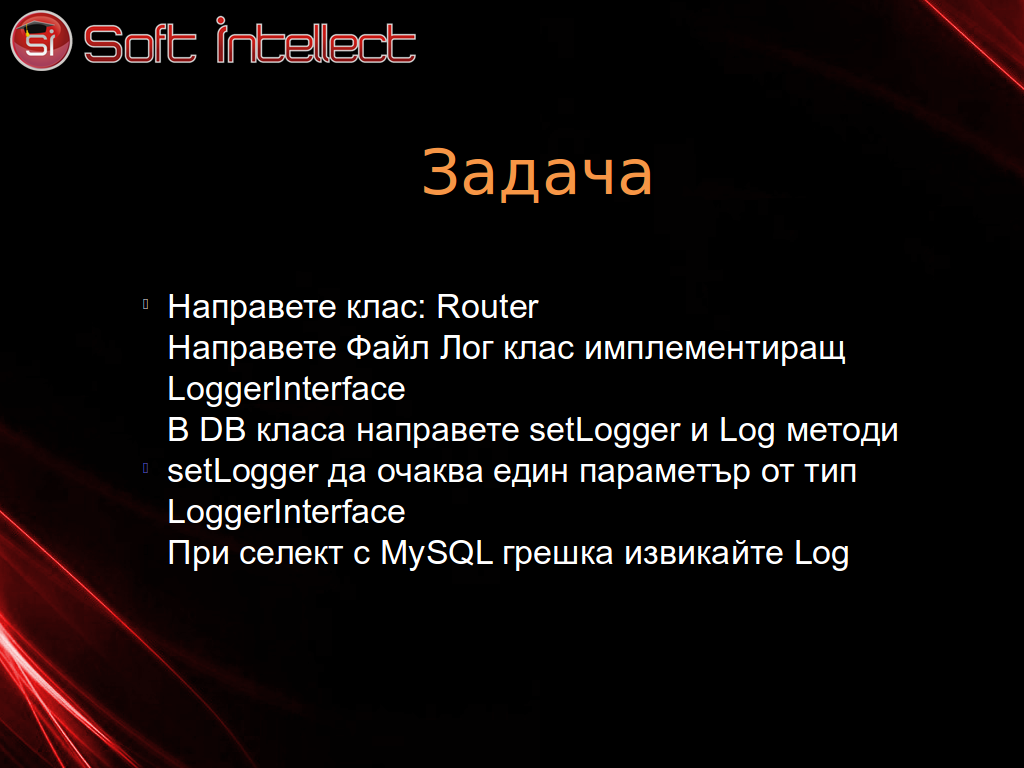 Si Soft Intellect
Задача
Направете клас: Router
Направете Файл Лог клас имплементиращ
LoggerInterface
В DB класа направете setLogger и Log методи
setLogger да очаква един параметър от тип
LoggerInterface
При селект с MySQL грешка извикайте Log